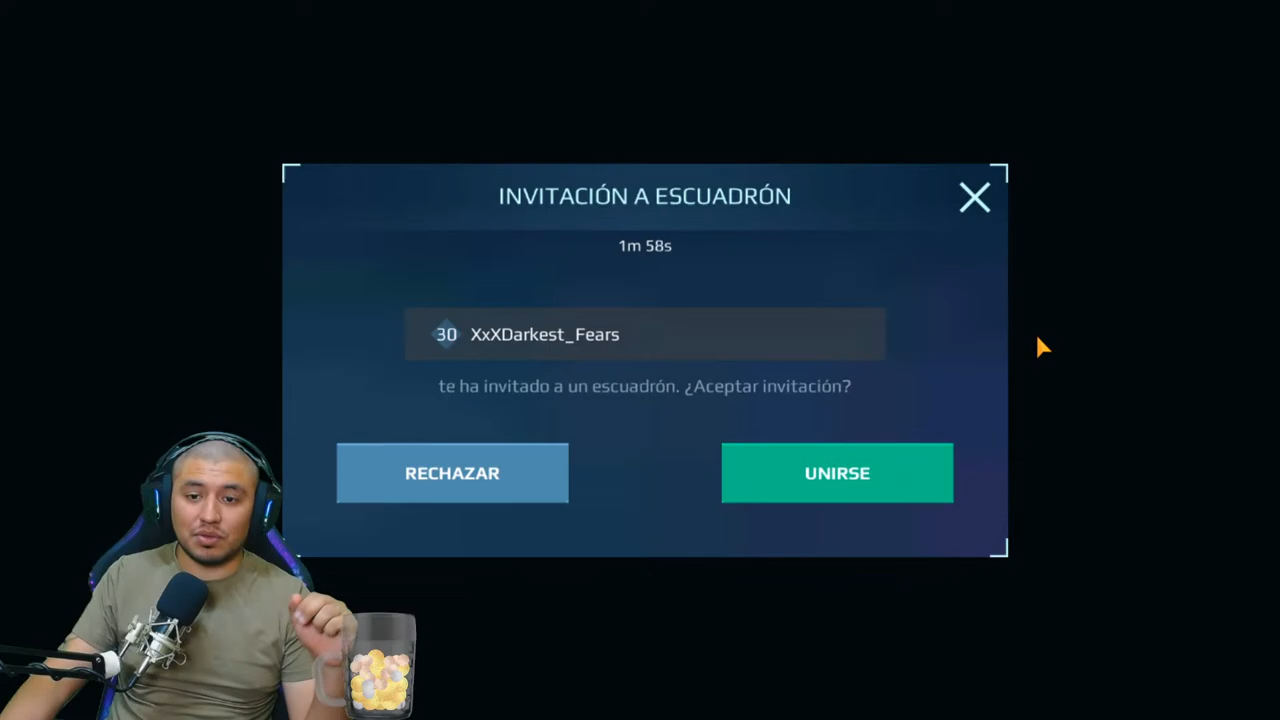 INVITACIÓN A ESCUADRÓN
1m 58s
30 XxXDarkest_Fears
te ha invitado a un escuadrón. ¿Aceptar invitación?
RECHAZAR
UNIRSE